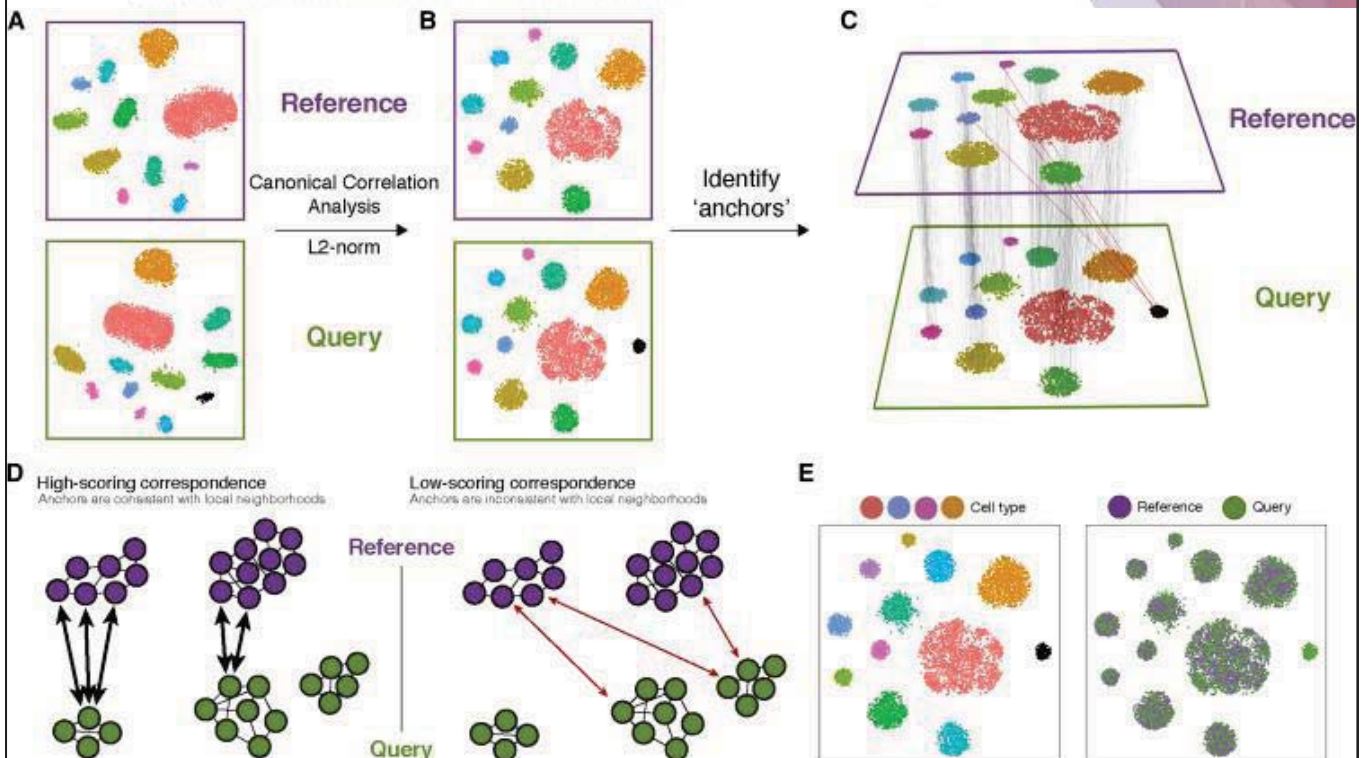 A
B
C
Reference
Canonical Correlation
Analysis
L2-norm
Query
Identify
‘anchors’
Reference
Query
D
High-scoring correspondence
Anchors are consistent with local neighborhoods
Low-scoring correspondence
Anchors are inconsistent with local neighborhoods
Reference
Query
E
Cell type
Reference
Query